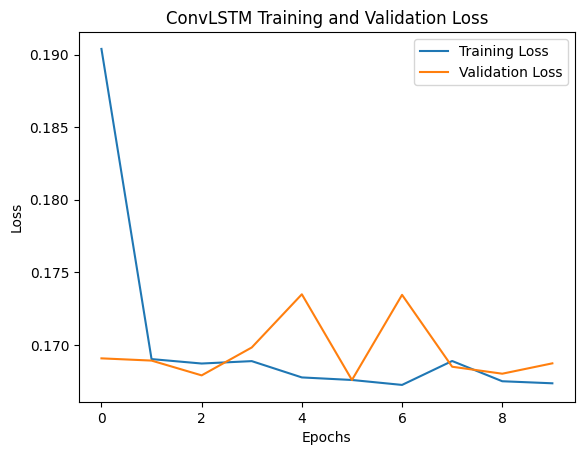 ConvLSTM Training and Validation Loss
Training Loss
Validation Loss
Loss
0.190
0.185
0.180
0.175
0.170
0 2 4 6 8
Epochs